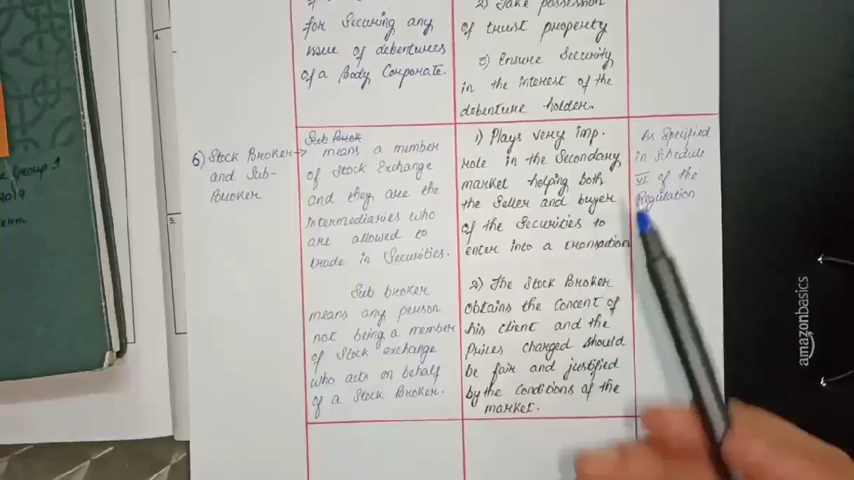 for Securing any
issue of debentures
of a Body Corporate.
2) Take possession
of trust property
3) Ensure Security
in the interest of the
debenture holder.
6) Stock Broker →
and Sub-
Broker
Sub Brok
means a member
of Stock Exchange
and they are the
intermediaries who
are allowed to
trade in Securities.
Sub broker
means any person
not being a member
of Stock exchange
who acts on behalf
of a Stock Broker.
1) Plays very imp.
role in the Secondary
market helping both
the Seller and buyer
of the Securities to
enter into a transaction
2) The Stock Broker
obtains the Concent of
his client and the
Prices charged should
be fair and justified
by the Conditions of the
market.
As Specified
in Schedule
VI of the
Regulation
amazonbasics